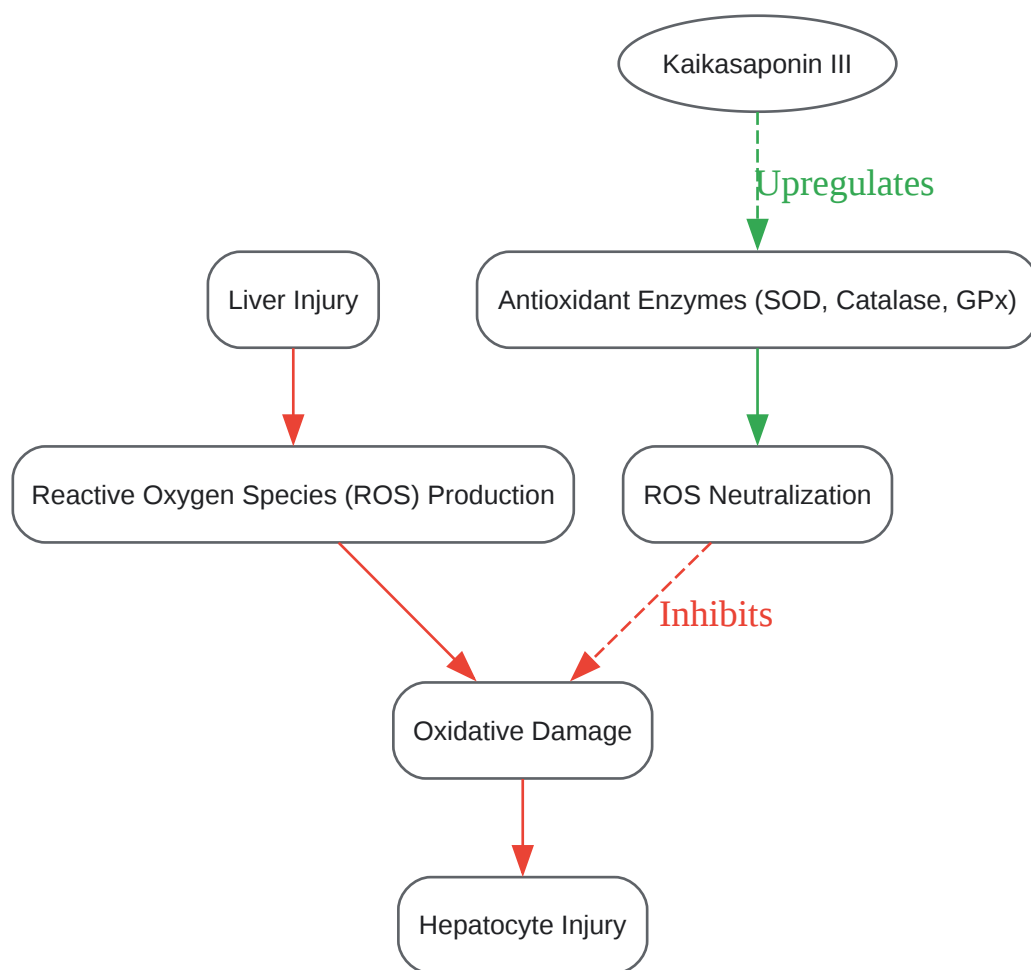 Kaikasaponin III
Upregulates
Liver Injury
Antioxidant Enzymes (SOD, Catalase, GPx)
Reactive Oxygen Species (ROS) Production
ROS Neutralization
Inhibits
Oxidative Damage
Hepatocyte Injury